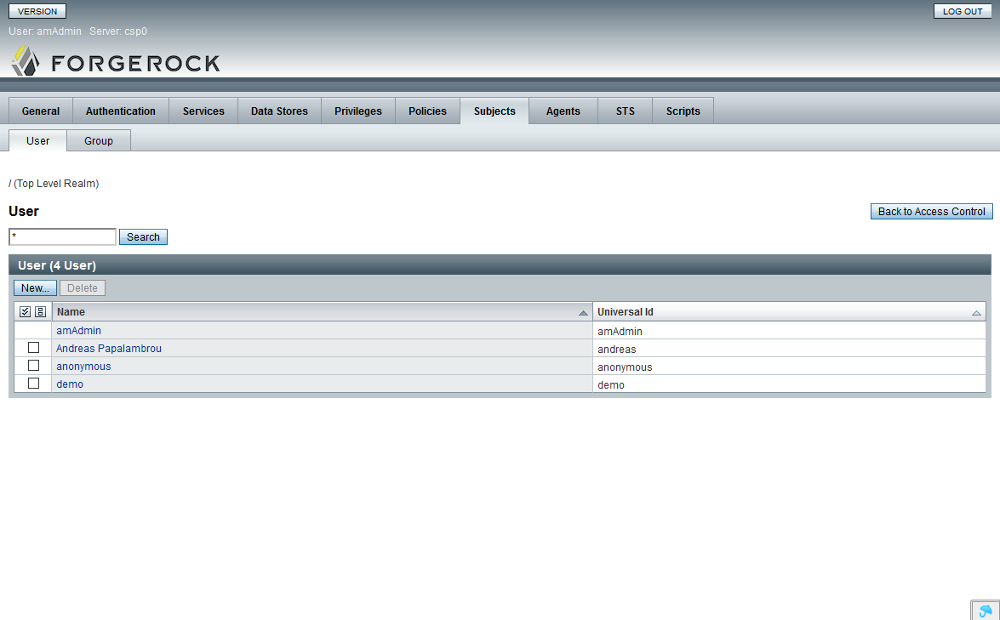 VERSION LOG OUT
User: amAdmin Server: csp0
FORGEROCK
General Authentication Services Data Stores Privileges Policies Subjects Agents STS Scripts
User Group
/ (Top Level Realm)
User Back to Access Control
* Search
User (4 User)
New... Delete
Name Universal Id
amAdmin amAdmin
Andreas Papalambrou andreas
anonymous anonymous
demo demo